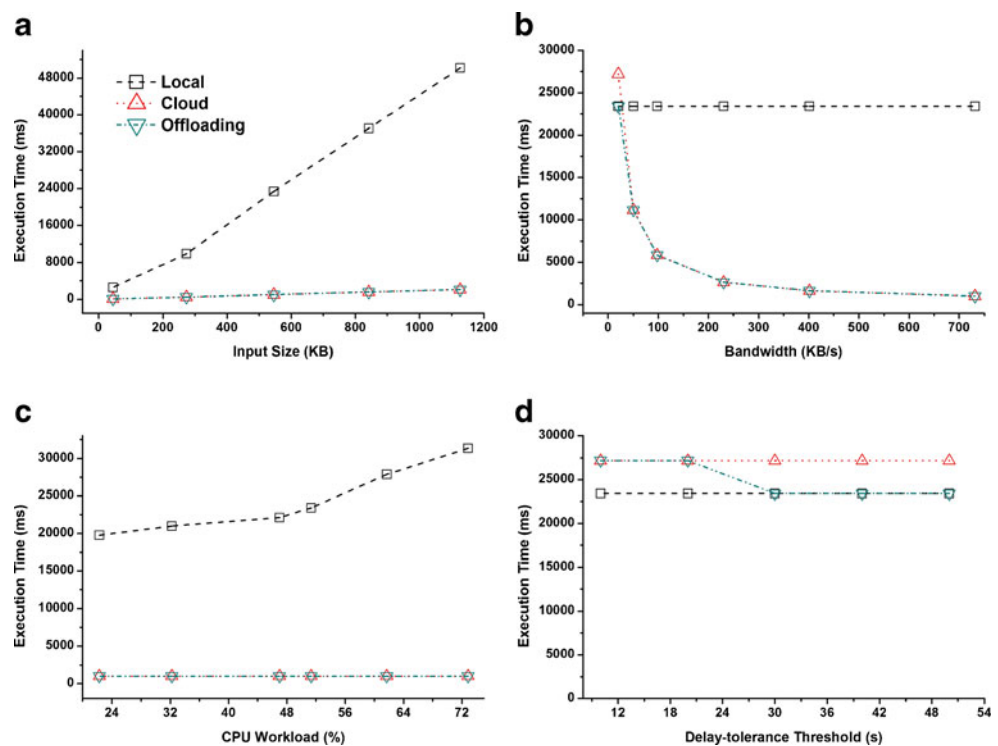 a
Execution Time (ms)
48000
40000
32000
24000
16000
8000
0
Local
Cloud
Offloading
0 200 400 600 800 1000 1200
Input Size (KB)
b
Execution Time (ms)
30000
25000
20000
15000
10000
5000
0
0 100 200 300 400 500 600 700
Bandwidth (KB/s)
c
Execution Time (ms)
30000
25000
20000
15000
10000
5000
0
24 32 40 48 56 64 72
CPU Workload (%)
d
Execution Time (ms)
30000
25000
20000
15000
10000
5000
0
12 18 24 30 36 42 48 54
Delay-tolerance Threshold (s)